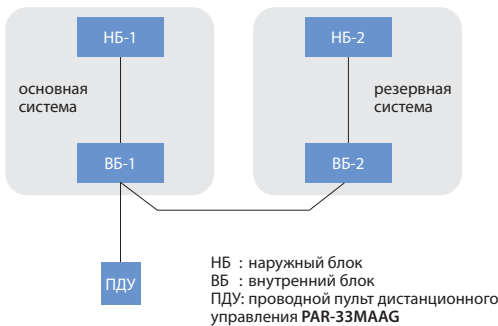 НБ-1
НБ-2
основная
система
резервная
система
ВБ-1
ВБ-2
ПДУ
НБ : наружный блок
ВБ : внутренний блок
ПДУ: проводной пульт дистанционного
управления PAR-33MAAG